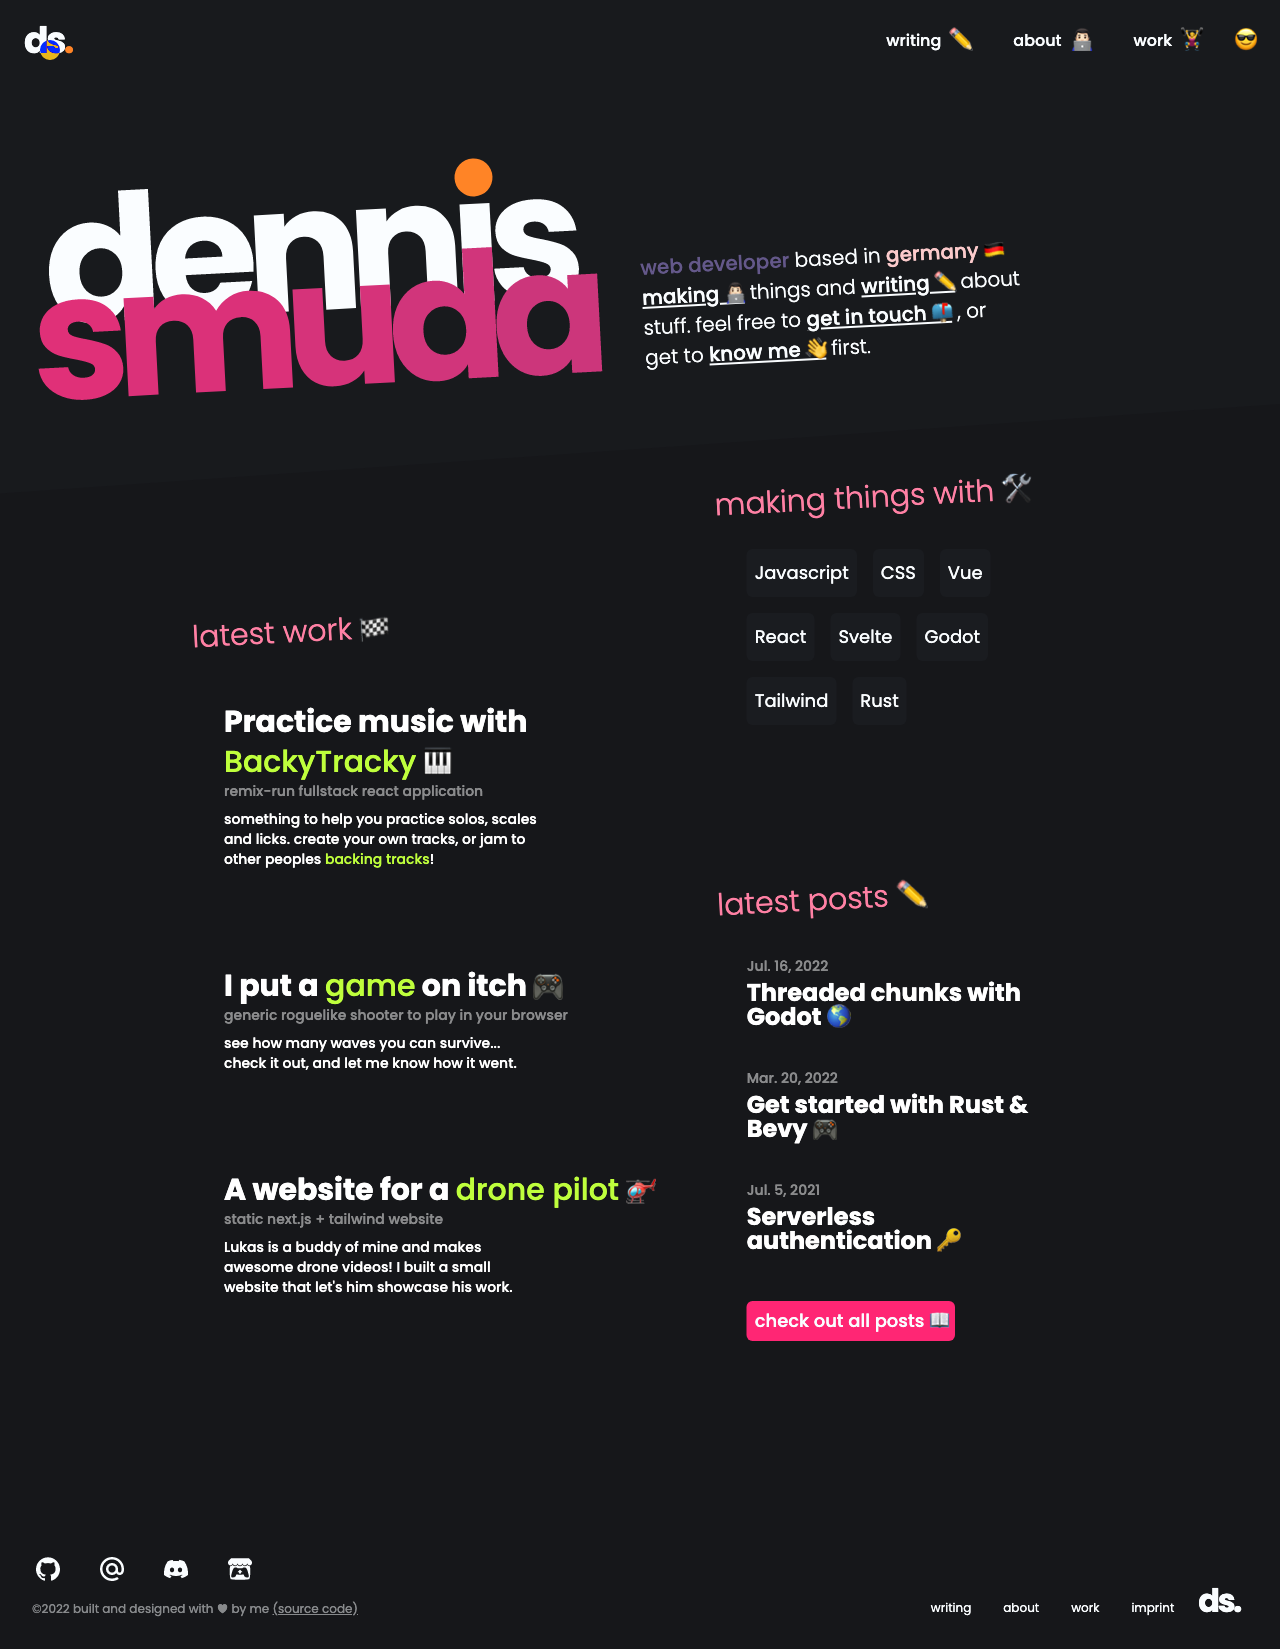 ds.
writing ✏️
about 👨🏻‍💻
work 🏋🏻‍♂️
😎
dennis
smuda
web developer based in germany 🇩🇪
making 👨🏻‍💻 things and writing ✏️ about
stuff. feel free to get in touch 📬, or
get to know me 👋 first.
making things with 🛠
Javascript
CSS
Vue
React
Svelte
Godot
Tailwind
Rust
latest work 🏁
Practice music with
BackyTracky 🎹
remix-run fullstack react application
something to help you practice solos, scales
and licks. create your own tracks, or jam to
other peoples backing tracks!
I put a game on itch 🎮
generic roguelike shooter to play in your browser
see how many waves you can survive...
check it out, and let me know how it went.
A website for a drone pilot 🚁
static next.js + tailwind website
Lukas is a buddy of mine and makes
awesome drone videos! I built a small
website that let's him showcase his work.
latest posts ✏️
Jul. 16, 2022
Threaded chunks with
Godot 🌎
Mar. 20, 2022
Get started with Rust &
Bevy 🎮
Jul. 5, 2021
Serverless
authentication 🔑
check out all posts 📖
©2022 built and designed with ♥ by me (source code)
writing
about
work
imprint
ds.